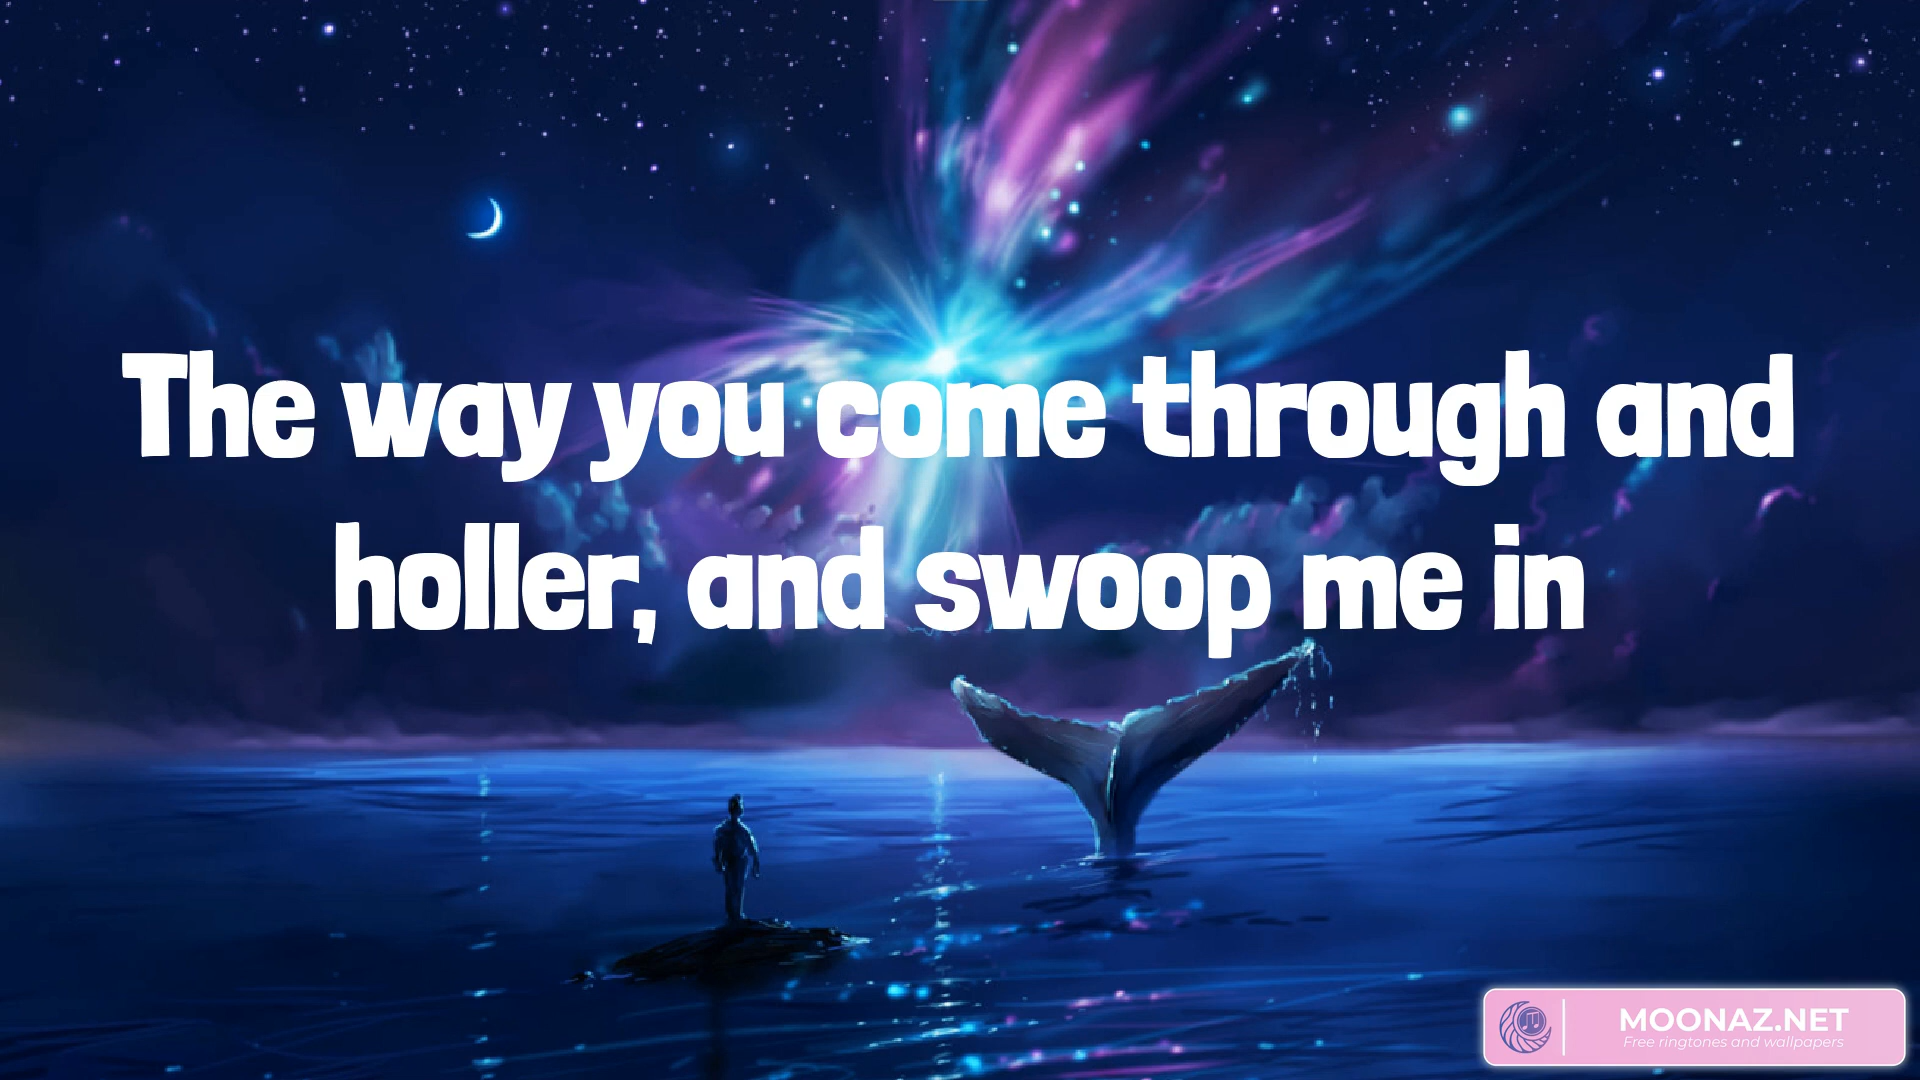 The way you come through and
holler, and swoop me in
MOONAZ.NET
Free ringtones and wallpapers